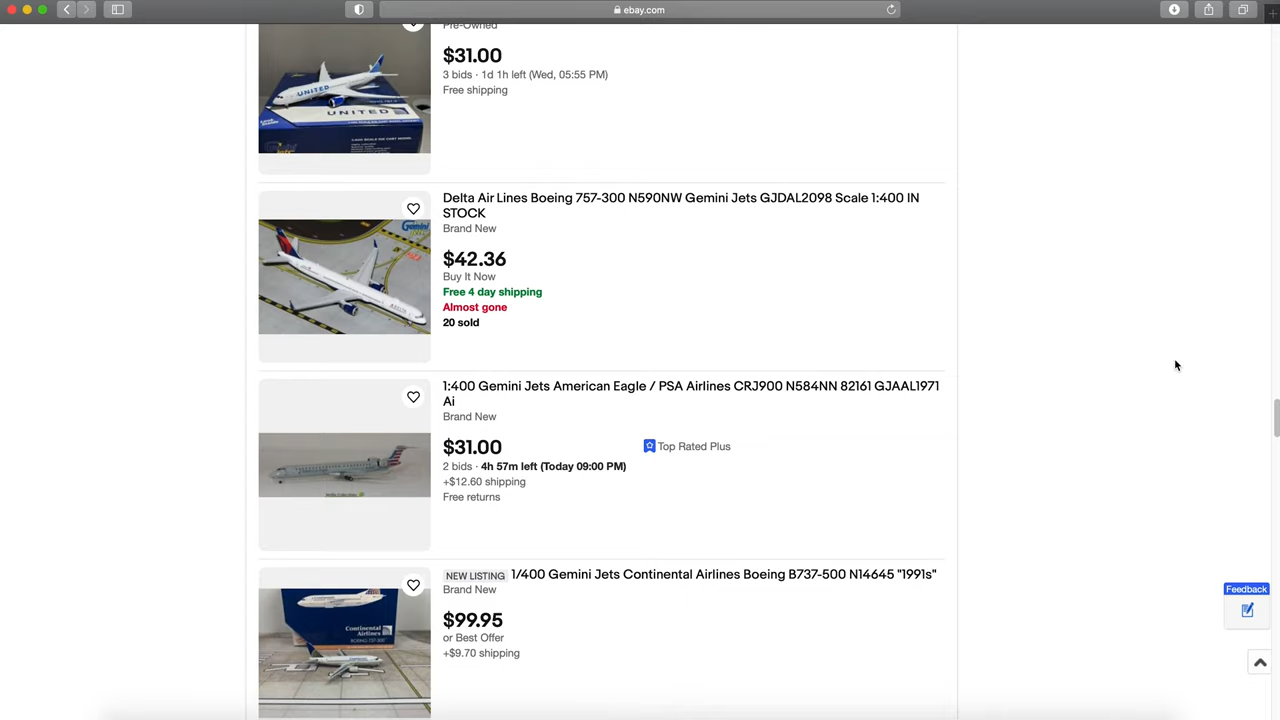 ebay.com
Pre-Owned
$31.00
3 bids · 1d 1h left (Wed, 05:55 PM)
Free shipping
UNITED
UNITED
Delta Air Lines Boeing 757-300 N590NW Gemini Jets GJDAL2098 Scale 1:400 IN
STOCK
Brand New
$42.36
Buy It Now
Free 4 day shipping
Almost gone
20 sold
1:400 Gemini Jets American Eagle / PSA Airlines CRJ900 N584NN 82161 GJAAL1971
Ai
Brand New
$31.00
Top Rated Plus
2 bids · 4h 57m left (Today 09:00 PM)
+$12.60 shipping
Free returns
NEW LISTING 1/400 Gemini Jets Continental Airlines Boeing B737-500 N14645 "1991s"
Brand New
$99.95
or Best Offer
+$9.70 shipping
Continental
Airlines
Feedback